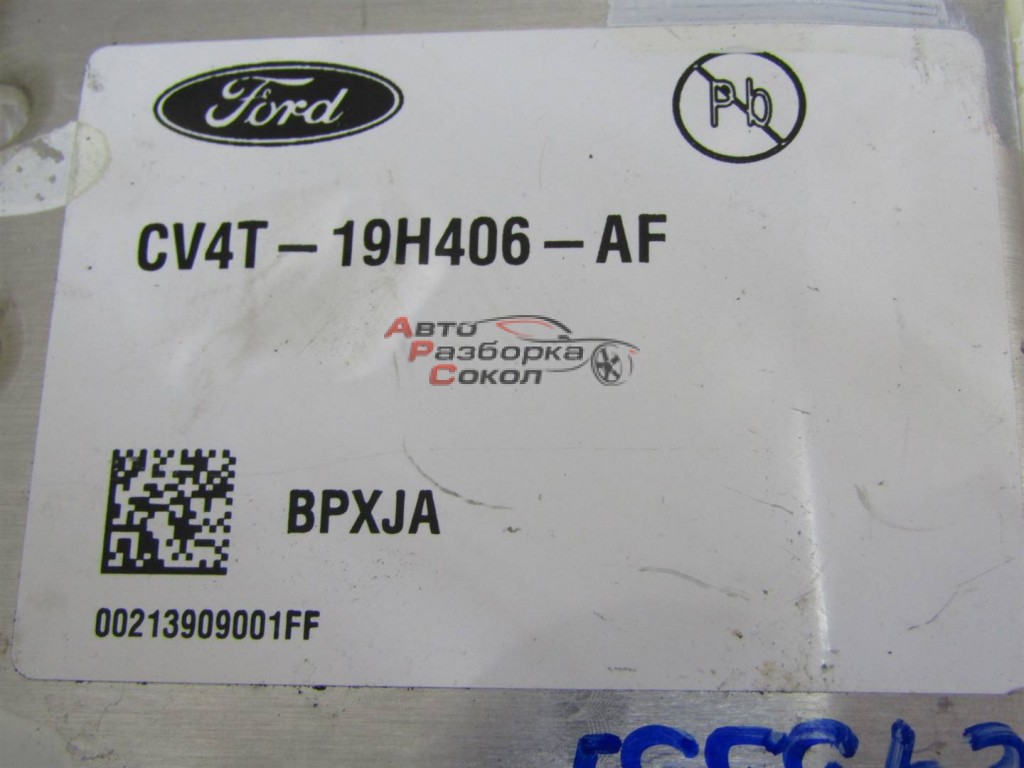 Ford
Pb
CV4T-19H406-AF
Авто
Разборка
Сокол
BPXJA
00213909001FF